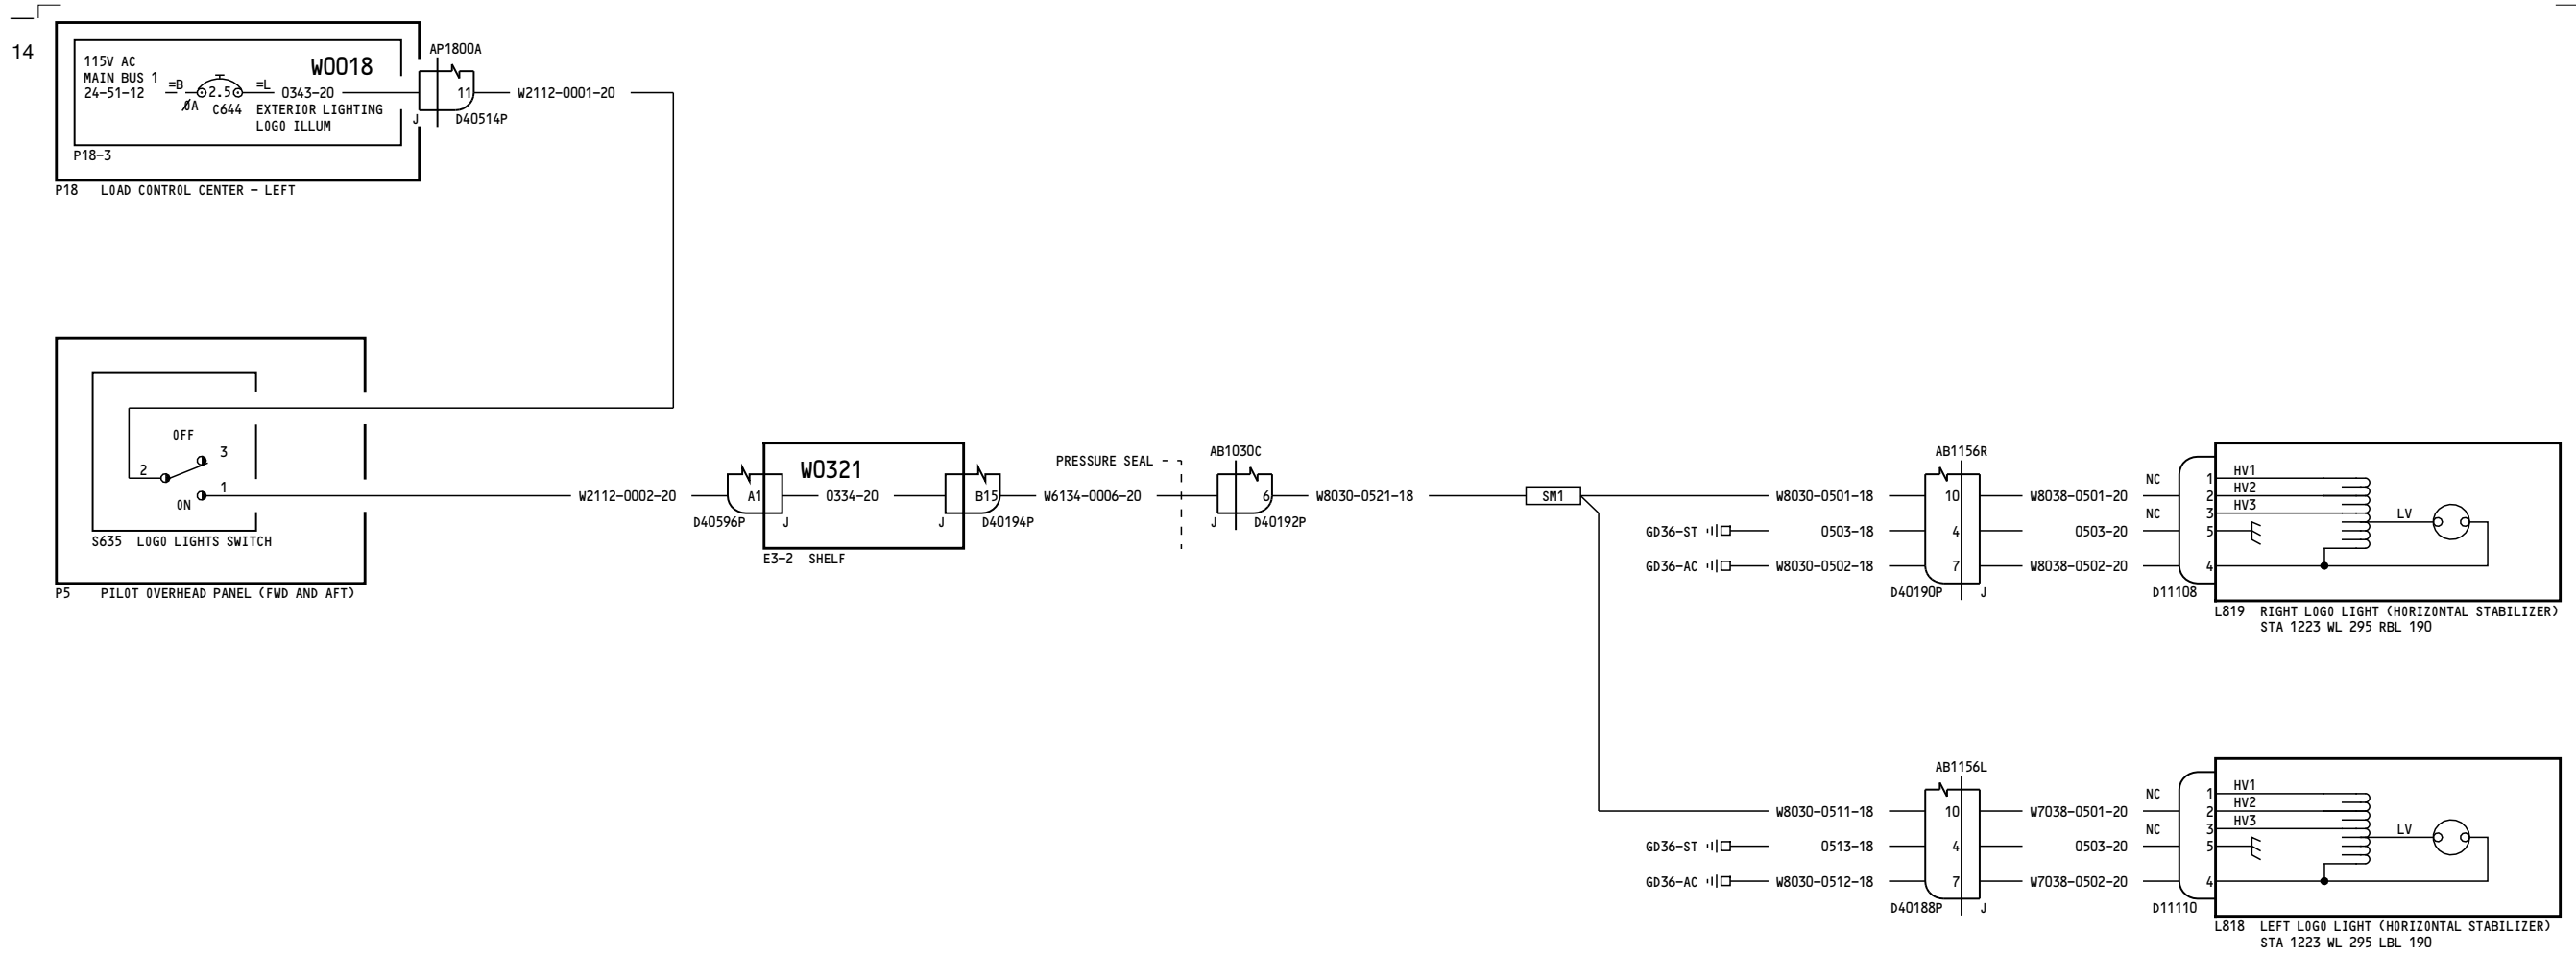 14
115V AC
MAIN BUS 1
24-51-12
=B
2.5
=L
W0018
0343-20
ØA
C644
EXTERIOR LIGHTING
LOGO ILLUM
P18-3
P18 LOAD CONTROL CENTER - LEFT
AP1800A
11
J
D40514P
W2112-0001-20
OFF
2
3
1
ON
S635 LOGO LIGHTS SWITCH
P5 PILOT OVERHEAD PANEL (FWD AND AFT)
W2112-0002-20
A1
D40596P
J
W0321
0334-20
J
B15
D40194P
E3-2 SHELF
W6134-0006-20
PRESSURE SEAL
AB1030C
6
J
D40192P
W8030-0521-18
SM1
AB1156R
W8030-0501-18
10
W8038-0501-20
GD36-ST
0503-18
4
0503-20
GD36-AC
W8030-0502-18
7
W8038-0502-20
D40190P
J
NC
NC
D11108
1
HV1
2
HV2
3
HV3
5
4
LV
L819 RIGHT LOGO LIGHT (HORIZONTAL STABILIZER)
STA 1223 WL 295 RBL 190
AB1156L
W8030-0511-18
10
W7038-0501-20
GD36-ST
0513-18
4
0503-20
GD36-AC
W8030-0512-18
7
W7038-0502-20
D40188P
J
NC
NC
D11110
1
HV1
2
HV2
3
HV3
5
4
LV
L818 LEFT LOGO LIGHT (HORIZONTAL STABILIZER)
STA 1223 WL 295 LBL 190